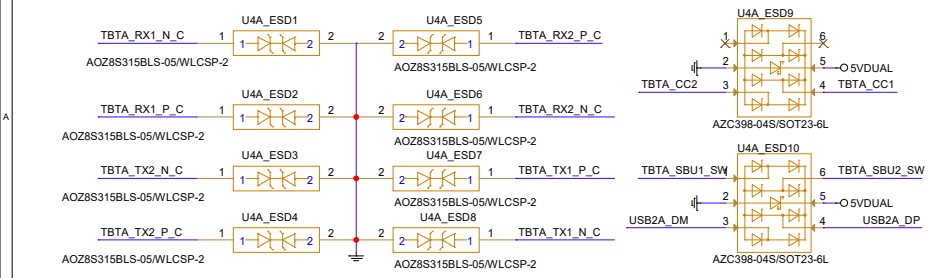 A
U4A_ESD1
TBTA_RX1_N_C 1 1 2 2
AOZ8S315BLS-05/WLCSP-2
U4A_ESD5
2 2 1 1 TBTA_RX2_P_C
AOZ8S315BLS-05/WLCSP-2
U4A_ESD2
TBTA_RX1_P_C 1 1 2 2
AOZ8S315BLS-05/WLCSP-2
U4A_ESD6
2 2 1 1 TBTA_RX2_N_C
AOZ8S315BLS-05/WLCSP-2
U4A_ESD3
TBTA_TX2_N_C 1 1 2 2
AOZ8S315BLS-05/WLCSP-2
U4A_ESD7
2 2 1 1 TBTA_TX1_P_C
AOZ8S315BLS-05/WLCSP-2
U4A_ESD4
TBTA_TX2_P_C 1 1 2 2
AOZ8S315BLS-05/WLCSP-2
U4A_ESD8
2 2 1 1 TBTA_TX1_N_C
AOZ8S315BLS-05/WLCSP-2
U4A_ESD9
1 6
2 5 5VDUAL
TBTA_CC2 3 4 TBTA_CC1
AZC398-04S/SOT23-6L
U4A_ESD10
TBTA_SBU1_SW 6 TBTA_SBU2_SW
2 5 5VDUAL
USB2A_DM 3 4 USB2A_DP
AZC398-04S/SOT23-6L